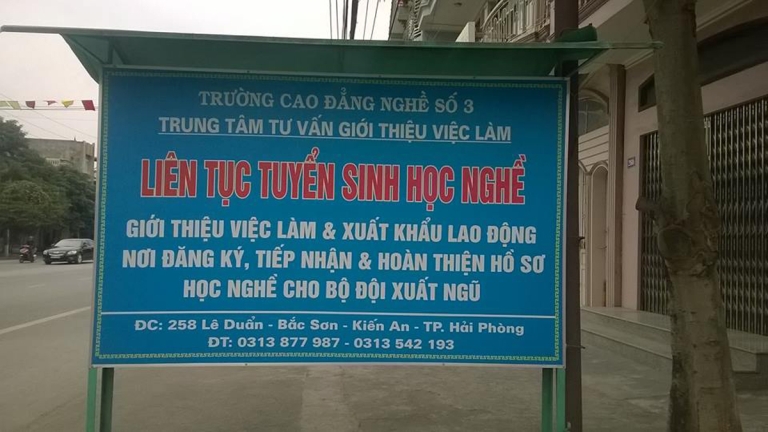 TRƯỜNG CAO ĐẲNG NGHỀ SỐ 3
TRUNG TÂM TƯ VẤN GIỚI THIỆU VIỆC LÀM
LIÊN TỤC TUYỂN SINH HỌC NGHỀ
GIỚI THIỆU VIỆC LÀM & XUẤT KHẨU LAO ĐỘNG
NƠI ĐĂNG KÝ, TIẾP NHẬN & HOÀN THIỆN HỒ SƠ
HỌC NGHỀ CHO BỘ ĐỘI XUẤT NGŨ
ĐC: 258 Lê Duẩn - Bắc Sơn - Kiến An - TP. Hải Phòng
ĐT: 0313 877 987 - 0313 542 193